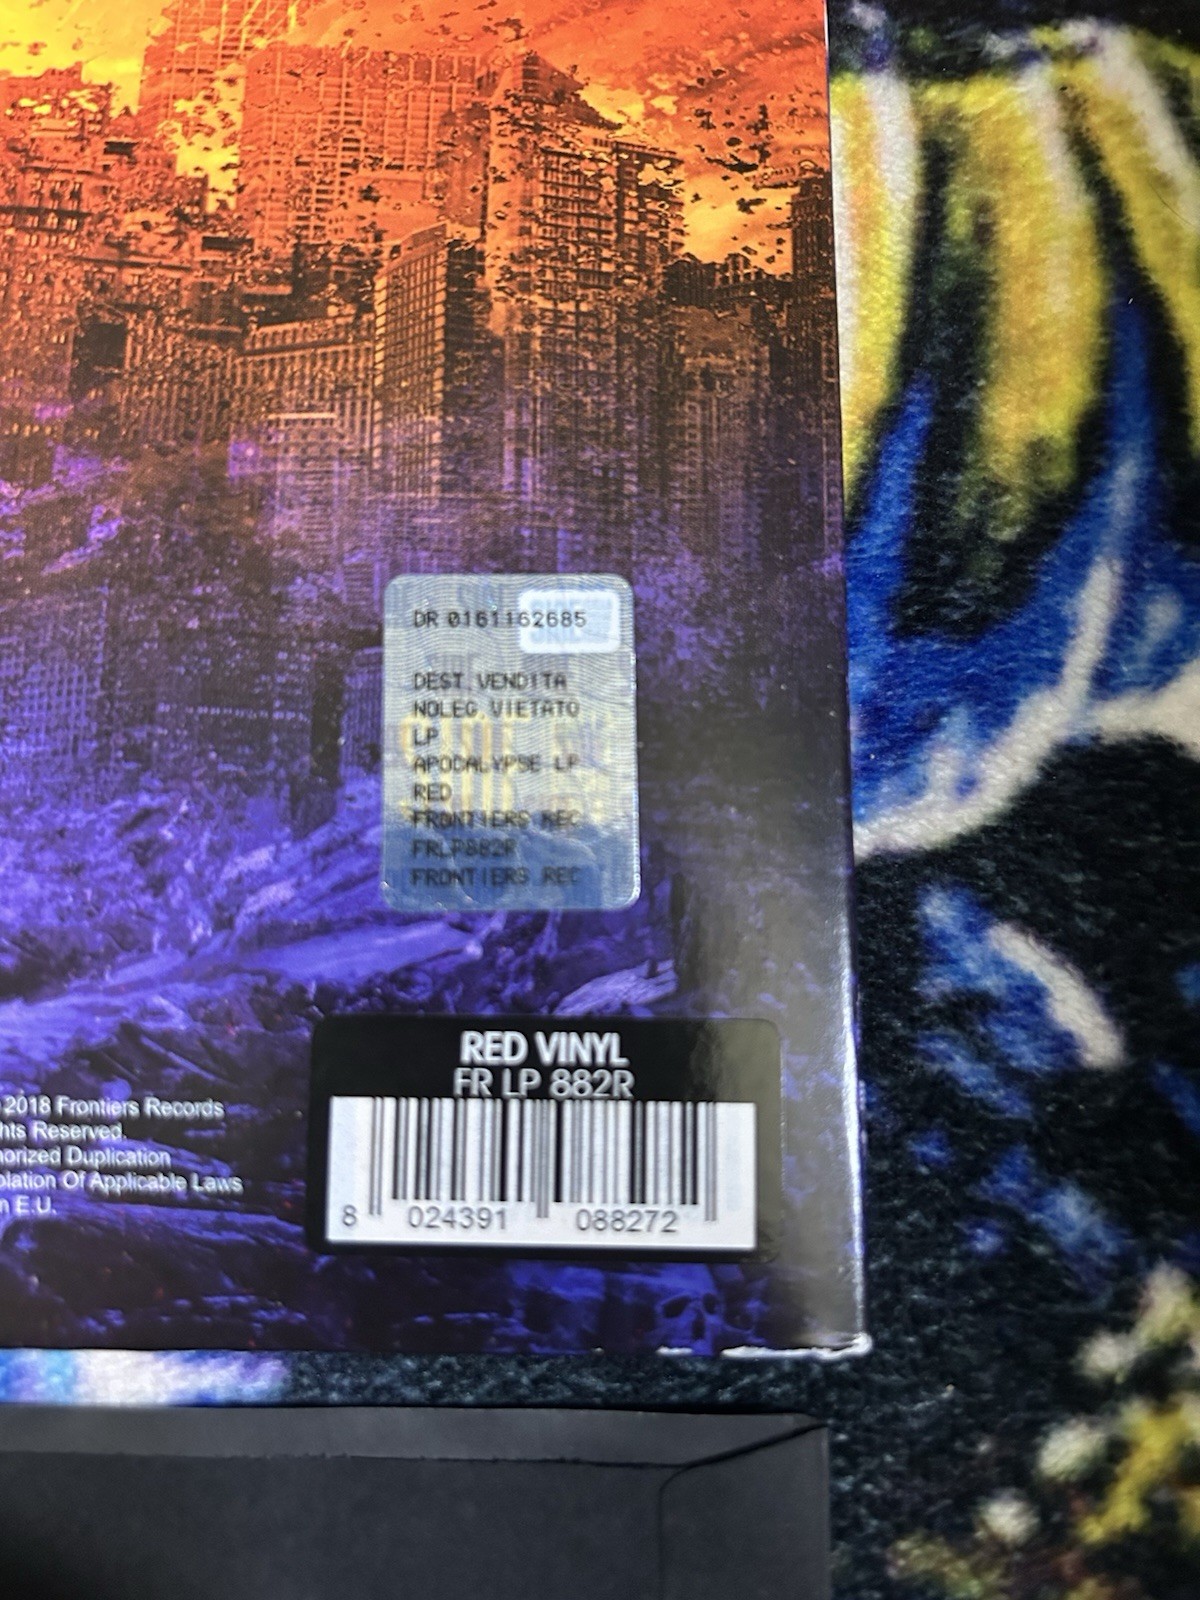 DR 0161162685
DEST.VENDITA
NOLEG.VIETATO
LP
APOCALYPSE LP
RED
FRONTIERS REC
FRLP882R
FRONTIERS REC
RED VINYL
FR LP 882R
8 024391 088272
2018 Frontiers Records
hts Reserved.
horized Duplication
olation Of Applicable Laws
n E.U.